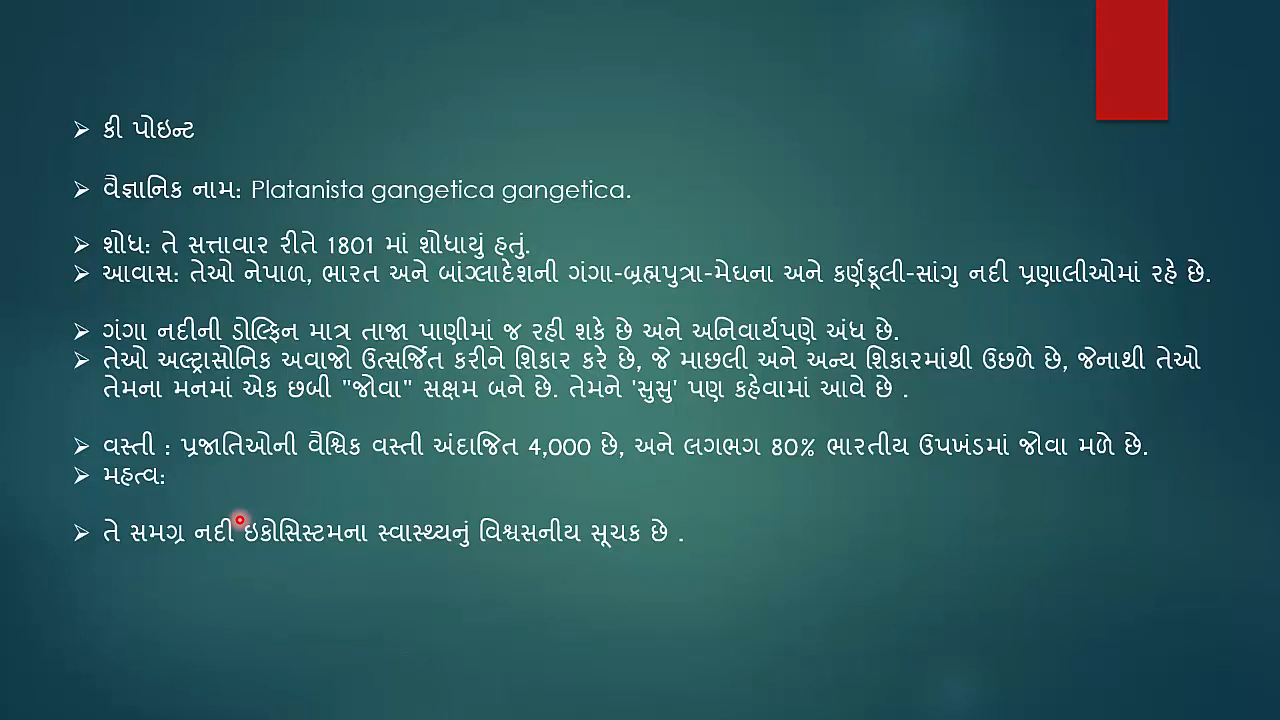 ➢ કી પોઇન્ટ
➢ વૈજ્ઞાનિક નામ: Platanista gangetica gangetica.
➢ શોધ: તે સત્તાવાર રીતે 1801 માં શોધાયું હતું.
➢ આવાસ: તેઓ નેપાળ, ભારત અને બાંગ્લાદેશની ગંગા-બ્રહ્મપુત્રા-મેઘના અને કર્ણફૂલી-સાંગુ નદી પ્રણાલીઓમાં રહે છે.
➢ ગંગા નદીની ડોલ્ફિન માત્ર તાજા પાણીમાં જ રહી શકે છે અને અનિવાર્યપણે અંધ છે.
➢ તેઓ અલ્ટ્રાસોનિક અવાજો ઉત્સર્જિત કરીને શિકાર કરે છે, જે માછલી અને અન્ય શિકારમાંથી ઉછળે છે, જેનાથી તેઓ
તેમના મનમાં એક છબી "જોવા" સક્ષમ બને છે. તેમને 'સુસુ' પણ કહેવામાં આવે છે .
➢ વસ્તી : પ્રજાતિઓની વૈશ્વિક વસ્તી અંદાજિત 4,000 છે, અને લગભગ 80% ભારતીય ઉપખંડમાં જોવા મળે છે.
➢ મહત્વ:
➢ તે સમગ્ર નદી ઇકોસિસ્ટમના સ્વાસ્થ્યનું વિશ્વસનીય સૂચક છે .